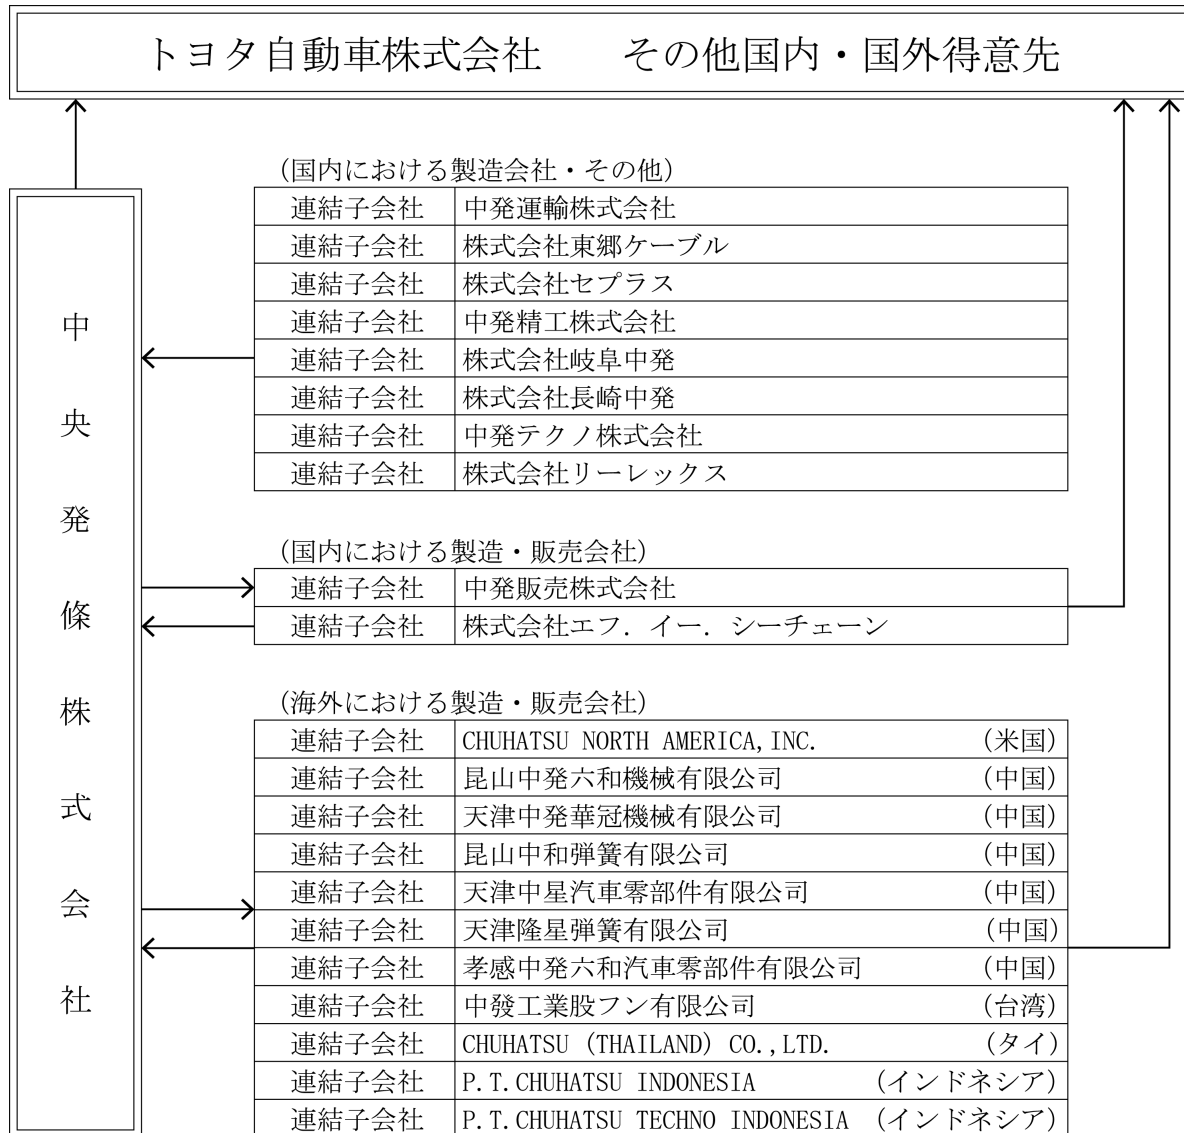 トヨタ自動車株式会社　　その他国内・国外得意先
中央発條株式会社
（国内における製造会社・その他）
連結子会社 中発運輸株式会社
連結子会社 株式会社東郷ケーブル
連結子会社 株式会社セプラス
連結子会社 中発精工株式会社
連結子会社 株式会社岐阜中発
連結子会社 株式会社長崎中発
連結子会社 中発テクノ株式会社
連結子会社 株式会社リーレックス
（国内における製造・販売会社）
連結子会社 中発販売株式会社
連結子会社 株式会社エフ．イー．シーチェーン
（海外における製造・販売会社）
連結子会社 CHUHATSU NORTH AMERICA,INC. （米国）
連結子会社 昆山中発六和機械有限公司 （中国）
連結子会社 天津中発華冠機械有限公司 （中国）
連結子会社 昆山中和弾簧有限公司 （中国）
連結子会社 天津中星汽車零部件有限公司 （中国）
連結子会社 天津隆星弾簧有限公司 （中国）
連結子会社 孝感中発六和汽車零部件有限公司 （中国）
連結子会社 中發工業股フン有限公司 （台湾）
連結子会社 CHUHATSU (THAILAND) CO.,LTD. （タイ）
連結子会社 P.T.CHUHATSU INDONESIA （インドネシア）
連結子会社 P.T.CHUHATSU TECHNO INDONESIA （インドネシア）